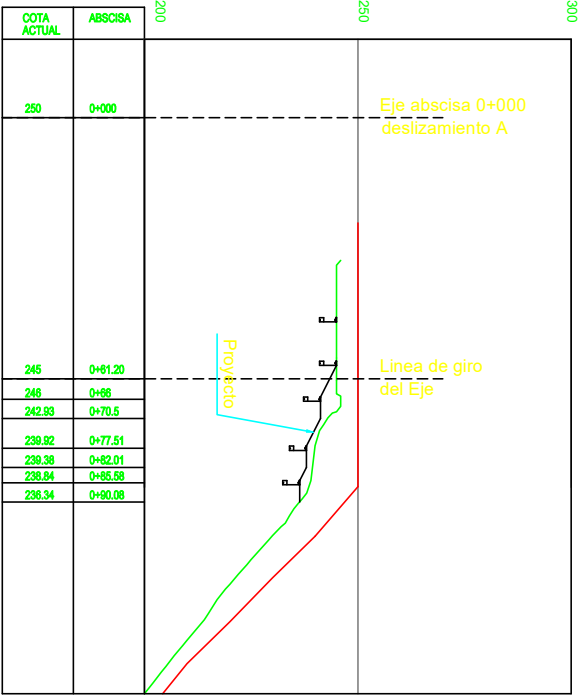 COTA ACTUAL
ABSCISA
200
250
300
250
0+000
Eje abscisa 0+000
deslizamiento A
Proyecto
Linea de giro
del Eje
245
0+61.20
246
0+66
242.93
0+70.5
239.92
0+77.51
239.38
0+82.01
236.84
0+85.58
236.34
0+90.08